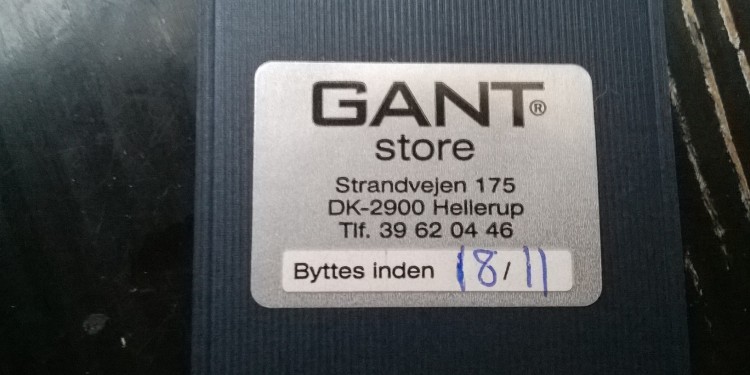 GANT®
store
Strandvejen 175
DK-2900 Hellerup
Tlf. 39 62 04 46
Byttes inden 18/11